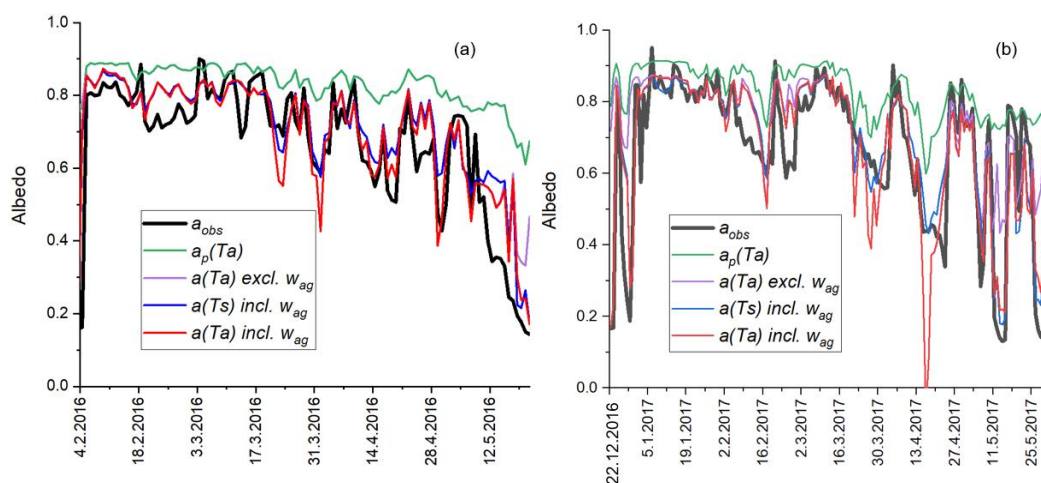 (a)
Albedo
1.0
0.8
0.6
0.4
0.2
0.0
a_obs
a_p(Ta)
a(Ta) excl. w_ag
a(Ts) incl. w_ag
a(Ta) incl. w_ag
4.2.2016
18.2.2016
3.3.2016
17.3.2016
31.3.2016
14.4.2016
28.4.2016
12.5.2016
(b)
Albedo
1.0
0.8
0.6
0.4
0.2
0.0
a_obs
a_p(Ta)
a(Ta) excl. w_ag
a(Ts) incl. w_ag
a(Ta) incl. w_ag
22.12.2016
5.1.2017
19.1.2017
2.2.2017
16.2.2017
2.3.2017
16.3.2017
30.3.2017
13.4.2017
27.4.2017
11.5.2017
25.5.2017